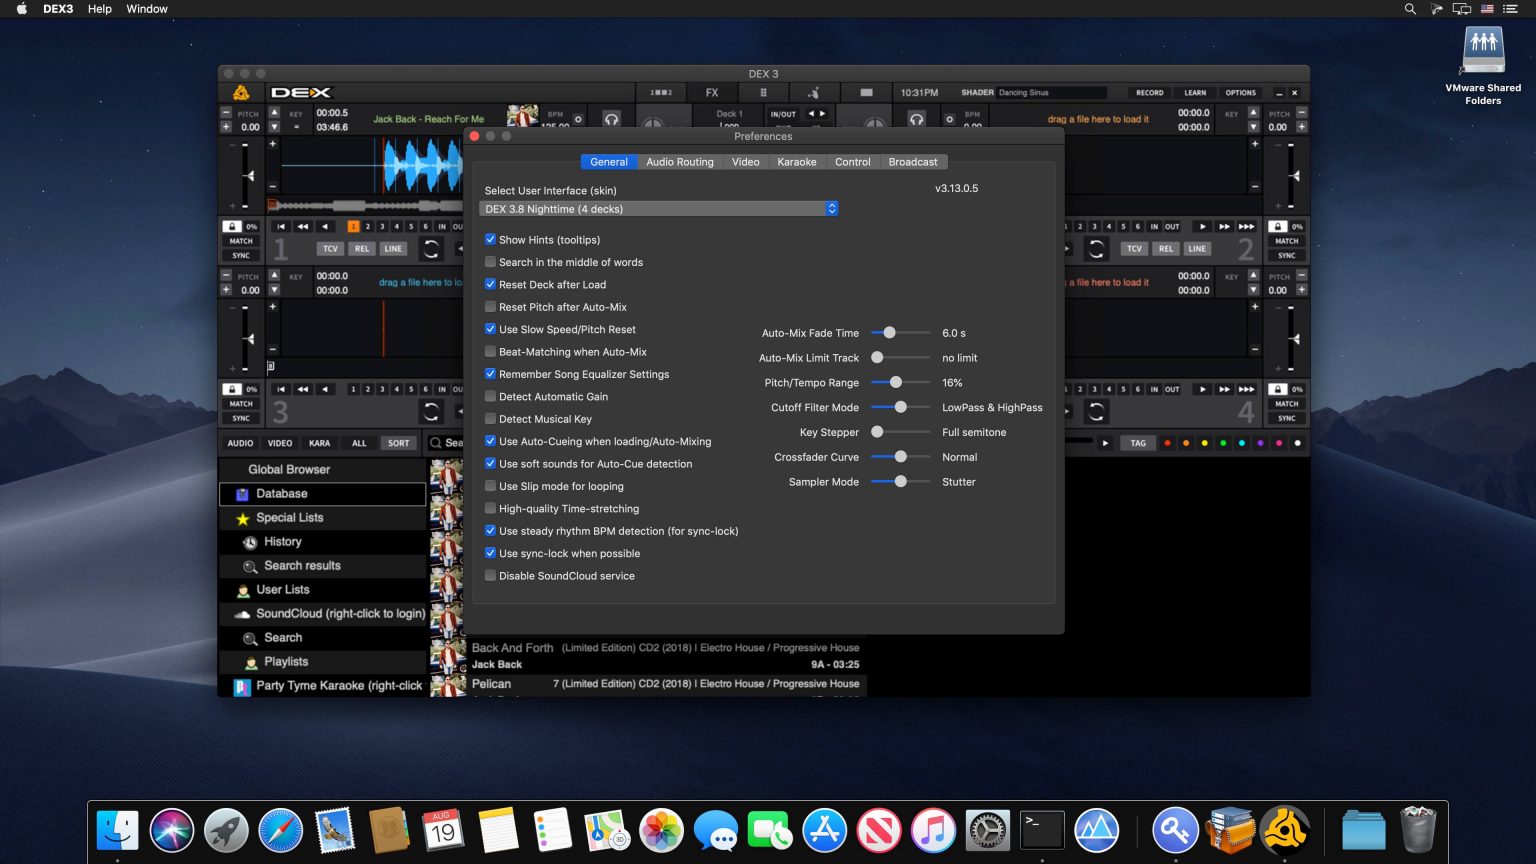 DEX3 Help Window
VMware Shared
Folders
DEX 3
DEX
FX
10:31PM
SHADER
Dancing Sinus
RECORD
LEARN
OPTIONS
PITCH
0.00
KEY
=
00:00.5
03:46.6
Jack Back - Reach For Me
BPM
125.00
Deck 1
IN/OUT
BPM
0.00
drag a file here to load it
00:00.0
00:00.0
KEY
PITCH
0.00
Preferences
General
Audio Routing
Video
Karaoke
Control
Broadcast
Select User Interface (skin)
v3.13.0.5
DEX 3.8 Nighttime (4 decks)
Show Hints (tooltips)
Search in the middle of words
Reset Deck after Load
Reset Pitch after Auto-Mix
Use Slow Speed/Pitch Reset
Beat-Matching when Auto-Mix
Remember Song Equalizer Settings
Detect Automatic Gain
Detect Musical Key
Use Auto-Cueing when loading/Auto-Mixing
Use soft sounds for Auto-Cue detection
Use Slip mode for looping
High-quality Time-stretching
Use steady rhythm BPM detection (for sync-lock)
Use sync-lock when possible
Disable SoundCloud service
Auto-Mix Fade Time 6.0 s
Auto-Mix Limit Track no limit
Pitch/Tempo Range 16%
Cutoff Filter Mode LowPass & HighPass
Key Stepper Full semitone
Crossfader Curve Normal
Sampler Mode Stutter
0%
MATCH
SYNC
1
1 2 3 4 5 6 IN
TCV REL LINE
1 2 3 4 5 6 IN OUT
TCV REL LINE
2
0%
MATCH
SYNC
PITCH
0.00
KEY
00:00.0
00:00.0
drag a file here to lo
a file here to load it
00:00.0
00:00.0
KEY
PITCH
0.00
0%
MATCH
SYNC
3
1 2 3 4 5 6 IN
1 2 3 4 5 6 IN OUT
4
0%
MATCH
SYNC
AUDIO VIDEO KARA ALL SORT
Sea
TAG
Global Browser
Database
Special Lists
History
Search results
User Lists
SoundCloud (right-click to login)
Search
Playlists
Party Tyme Karaoke (right-click
Back And Forth (Limited Edition) CD2 (2018) | Electro House / Progressive House
Jack Back 9A - 03:25
Pelican 7 (Limited Edition) CD2 (2018) | Electro House / Progressive House
AUG
19
3D
>_